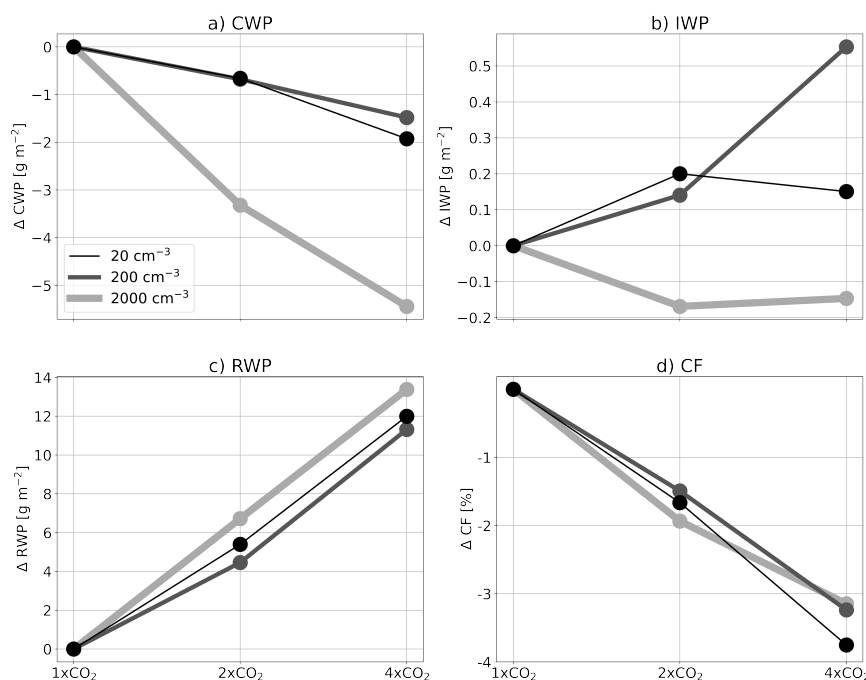 a) CWP
b) IWP
0
−1
−2
−3
−4
−5
Δ CWP [g m⁻²]
20 cm⁻³
200 cm⁻³
2000 cm⁻³
0.5
0.4
0.3
0.2
0.1
0.0
−0.1
−0.2
Δ IWP [g m⁻²]
c) RWP
d) CF
14
12
10
8
6
4
2
0
Δ RWP [g m⁻²]
1xCO₂
2xCO₂
4xCO₂
-1
-2
-3
-4
Δ CF [%]
1xCO₂
2xCO₂
4xCO₂